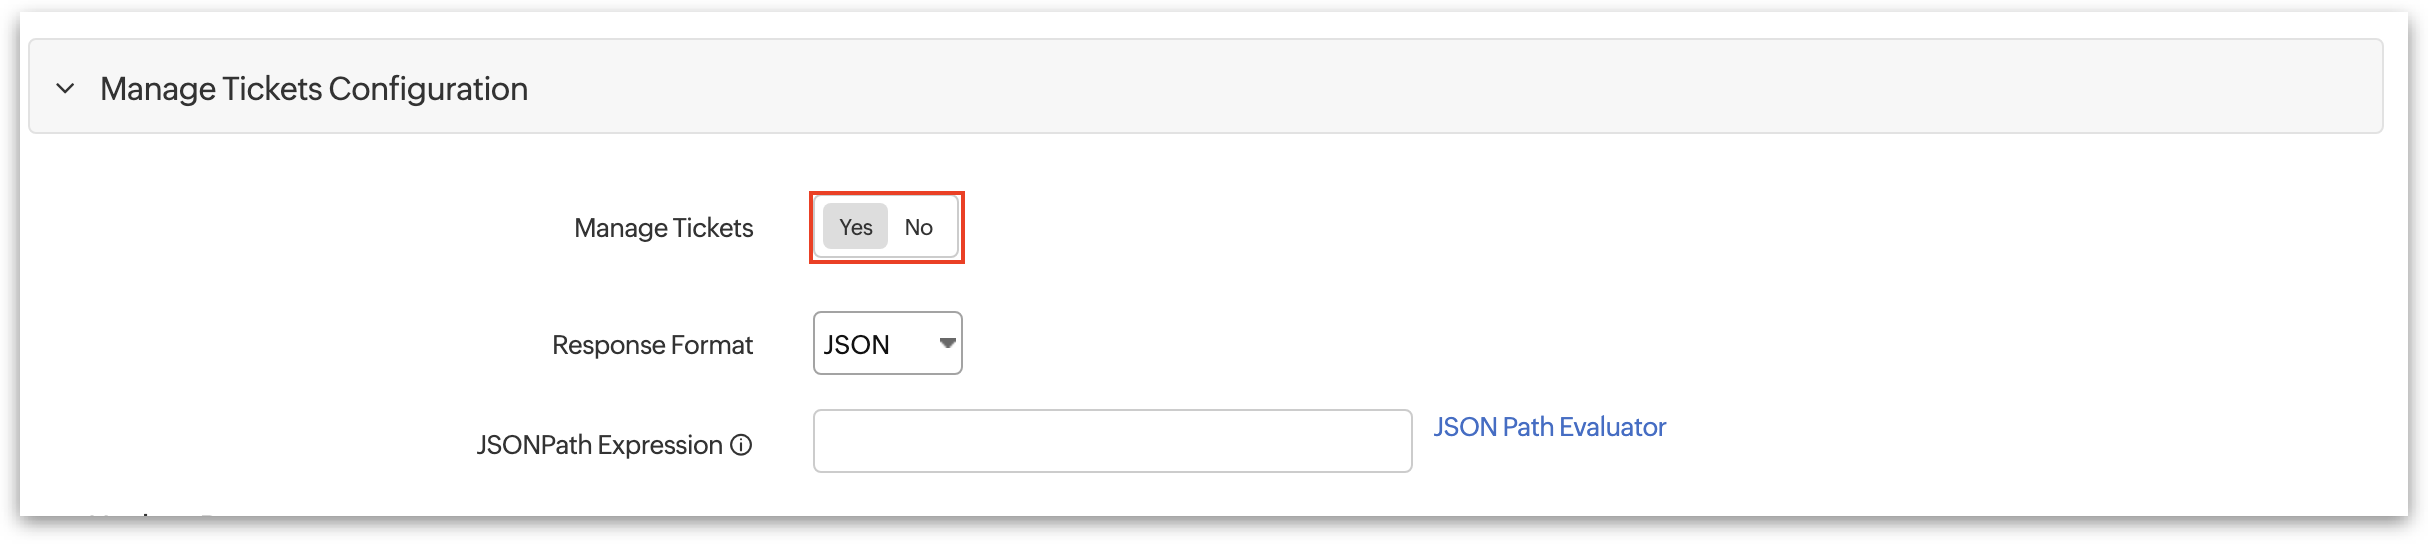 Manage Tickets Configuration
Manage Tickets Yes No
Response Format JSON
JSONPath Expression JSON Path Evaluator